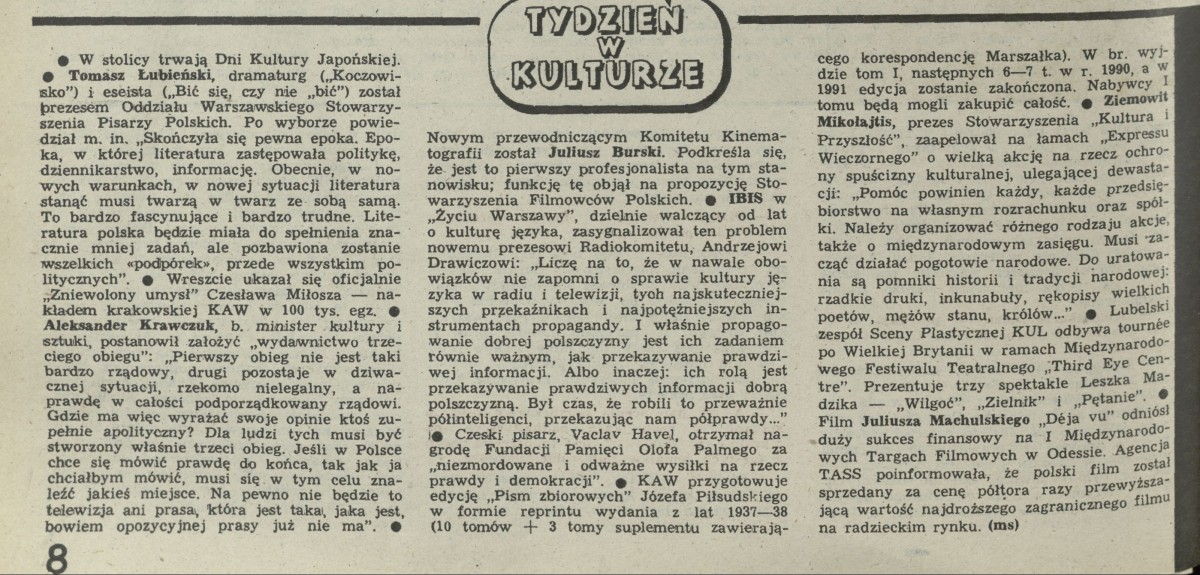 TYDZIEŃ
W
KULTURZE
● W stolicy trwają Dni Kultury Japońskiej.
● Tomasz Łubieński, dramaturg („Koczowi-
sko”) i eseista („Bić się, czy nie „bić”) został
prezesem Oddziału Warszawskiego Stowarzy-
szenia Pisarzy Polskich. Po wyborze powie-
dział m. in. „Skończyła się pewna epoka. Epo-
ka, w której literatura zastępowała politykę,
dziennikarstwo, informację. Obecnie, w no-
wych warunkach, w nowej sytuacji literatura
stanąć musi twarzą w twarz ze sobą samą.
To bardzo fascynujące i bardzo trudne. Lite-
ratura polska będzie miała do spełnienia zna-
cznie mniej zadań, ale pozbawiona zostanie
wszelkich «podpórek», przede wszystkim po-
litycznych”. ● Wreszcie ukazał się oficjalnie
„Zniewolony umysł” Czesława Miłosza — na-
kładem krakowskiej KAW w 100 tys. egz. ●
Aleksander Krawczuk, b. minister kultury i
sztuki, postanowił założyć „wydawnictwo trze-
ciego obiegu”: „Pierwszy obieg nie jest taki
bardzo rządowy, drugi pozostaje w dziwa-
cznej sytuacji, rzekomo nielegalny, a na-
prawdę w całości podporządkowany rządowi.
Gdzie ma więc wyrażać swoje opinie ktoś zu-
pełnie apolityczny? Dla ludzi tych musi być
stworzony właśnie trzeci obieg. Jeśli w Polsce
chce się mówić prawdę do końca, tak jak ja
chciałbym mówić, musi się w tym celu zna-
leźć jakieś miejsce. Na pewno nie będzie to
telewizja ani prasa, która jest taka, jaka jest,
bowiem opozycyjnej prasy już nie ma”. ●
Nowym przewodniczącym Komitetu Kinema-
tografii został Juliusz Burski. Podkreśla się,
że jest to pierwszy profesjonalista na tym sta-
nowisku; funkcję tę objął na propozycję Sto-
warzyszenia Filmowców Polskich. ● IBIS w
„Życiu Warszawy”, dzielnie walczący od lat
o kulturę języka, zasygnalizował ten problem
nowemu prezesowi Radiokomitetu, Andrzejowi
Drawiczowi: „Liczę na to, że w nawale obo-
wiązków nie zapomni o sprawie kultury ję-
zyka w radiu i telewizji, tych najskuteczniej-
szych przekaźnikach i najpotężniejszych in-
strumentach propagandy. I właśnie propago-
wanie dobrej polszczyzny jest ich zadaniem
równie ważnym, jak przekazywanie prawdzi-
wej informacji. Albo inaczej: ich rolą jest
przekazywanie prawdziwych informacji dobrą
polszczyzną. Był czas, że robili to przeważnie
półinteligenci, przekazując nam półprawdy...”
● Czeski pisarz, Vaclav Havel, otrzymał na-
grodę Fundacji Pamięci Olofa Palmego za
„niezmordowane i odważne wysiłki na rzecz
prawdy i demokracji”. ● KAW przygotowuje
edycję „Pism zbiorowych” Józefa Piłsudskiego
w formie reprintu wydania z lat 1937—38
(10 tomów + 3 tomy suplementu zawierają-
cego korespondencję Marszałka). W br. wyj-
dzie tom I, następnych 6—7 t. w r. 1990, a w
1991 edycja zostanie zakończona. Nabywcy I
tomu będą mogli zakupić całość. ● Ziemowit
Mikołajtis, prezes Stowarzyszenia „Kultura i
Przyszłość”, zaapelował na łamach „Expressu
Wieczornego” o wielką akcję na rzecz ochro-
ny spuścizny kulturalnej, ulegającej dewasta-
cji: „Pomóc powinien każdy, każde przedsię-
biorstwo na własnym rozrachunku oraz spół-
ki. Należy organizować różnego rodzaju akcje,
także o międzynarodowym zasięgu. Musi za-
cząć działać pogotowie narodowe. Do uratowa-
nia są pomniki historii i tradycji narodowej:
rzadkie druki, inkunabuły, rękopisy wielkich
poetów, mężów stanu, królów...” ● Lubelski
zespół Sceny Plastycznej KUL odbywa tournée
po Wielkiej Brytanii w ramach Międzynarodo-
wego Festiwalu Teatralnego „Third Eye Cen-
tre”. Prezentuje trzy spektakle Leszka Ma-
dzika — „Wilgoć”, „Zielnik” i „Pętanie”. ●
Film Juliusza Machulskiego „Déja vu” odniósł
duży sukces finansowy na I Międzynarodo-
wych Targach Filmowych w Odessie. Agencja
TASS poinformowała, że polski film został
sprzedany za cenę półtora razy przewyższa-
jącą wartość najdroższego zagranicznego filmu
na radzieckim rynku. (ms)
8